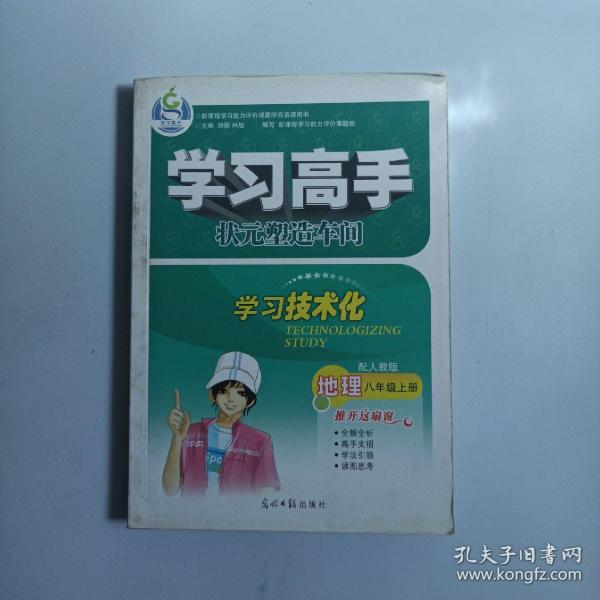 ◇新课程学习能力评价课题研究资源用书
◇主编 刘强 林旭 编写 新课程学习能力评价课题组
学习高手
状元塑造车间
学习技术化
TECHNOLOGIZING
STUDY
配人教版
地理 八年级上册
推开这扇窗
• 全解全析
• 高手支招
• 学法引领
• 读图思考
光明日报出版社
孔夫子旧书网
www.kongfz.com